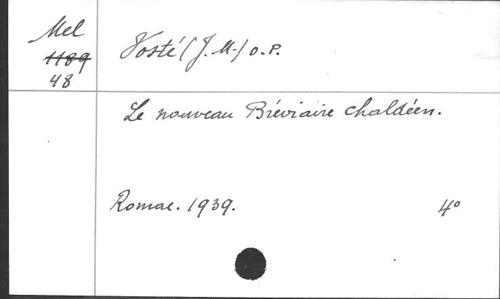 Mel
1189
48
Vosté (J. M.) o.P.
Le nouveau Bréviaire chaldéen.
Romae. 1939. 4°